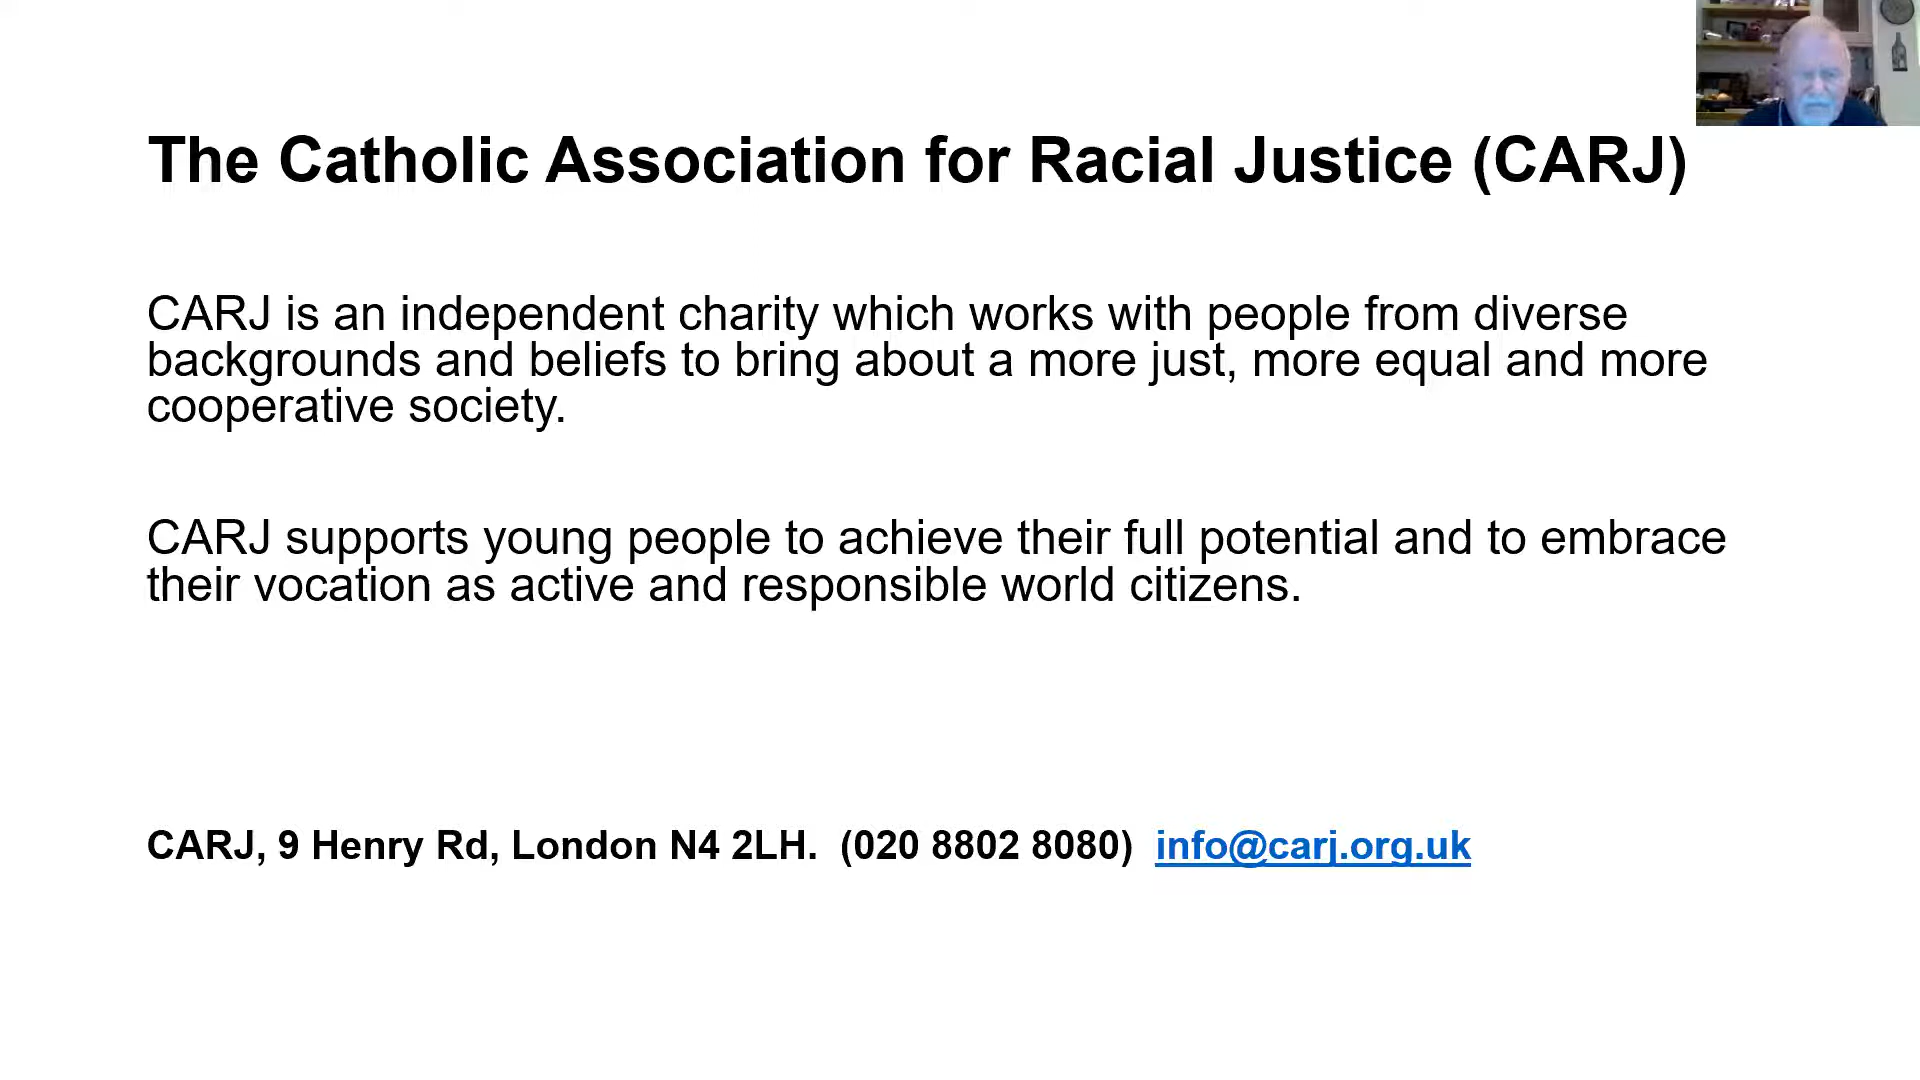 The Catholic Association for Racial Justice (CARJ)
CARJ is an independent charity which works with people from diverse
backgrounds and beliefs to bring about a more just, more equal and more
cooperative society.
CARJ supports young people to achieve their full potential and to embrace
their vocation as active and responsible world citizens.
CARJ, 9 Henry Rd, London N4 2LH.  (020 8802 8080)  info@carj.org.uk